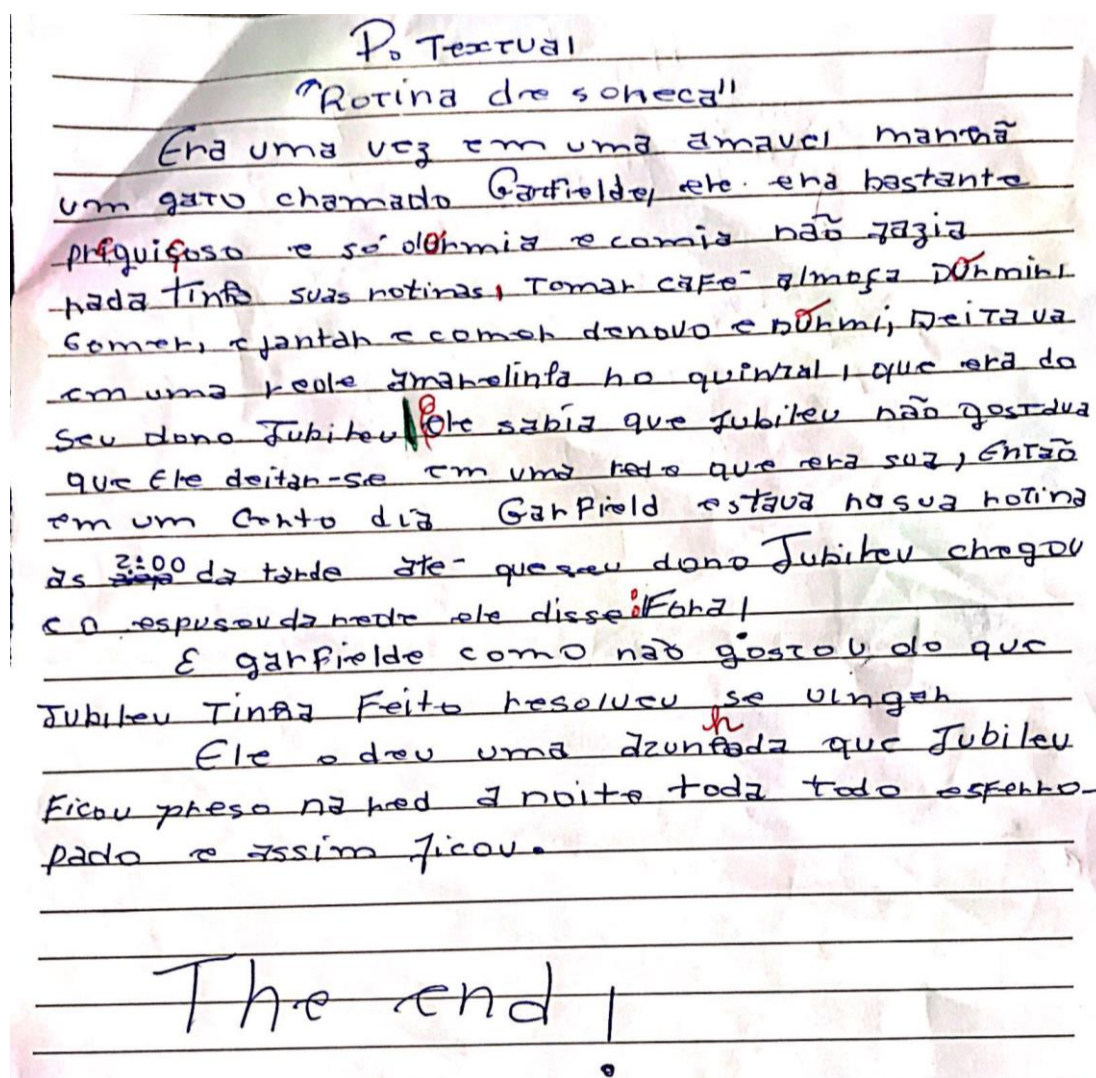 P. Textual
"Rotina de soneca"
Era uma vez em uma amavel manhã
um gato chamado Garfielde, ele era bastante
preguiçoso e só dormia e comia não fazia
nada tinha suas rotinas, Tomar café almoça Dormini
Comer, e jantar e comer denovo e Dormi, Deitava
em uma rede amarelinha no quintal, que era do
Seu dono Jubileu ele sabia que Jubileu não gostava
que Ele deitar-se em uma rede que era sua, Então
em um Certo dia Garfield estava na sua rotina
às 2:00 da tarde até que seu dono Jubileu chegou
e o espusou da rede ele disse: Fora!
E garfielde como não gostou do que
Jubileu Tinha Feito resolveu se vingar
Ele o deu uma azunhada que Jubileu
Ficou preso na red a noite toda todo esferro-
pado e assim ficou.
The end!